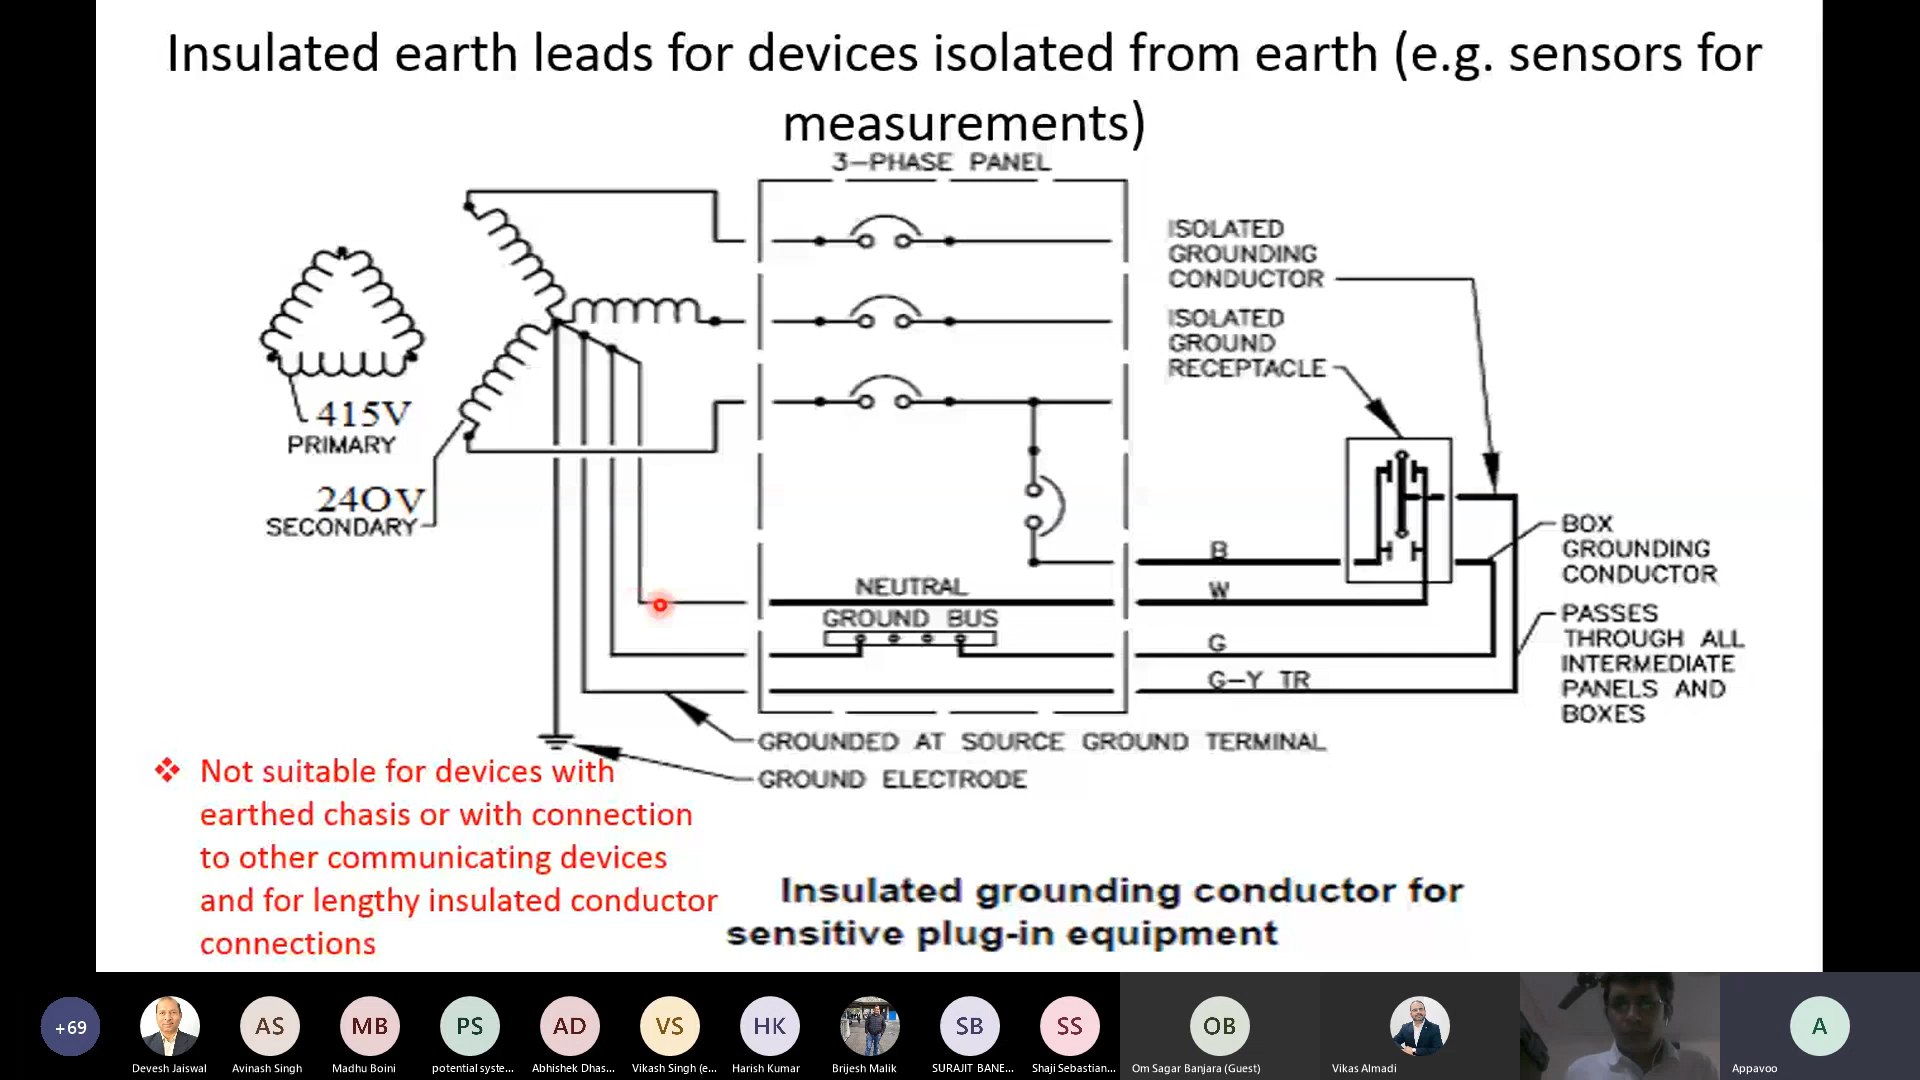 Insulated earth leads for devices isolated from earth (e.g. sensors for
measurements)
3-PHASE PANEL
ISOLATED
GROUNDING
CONDUCTOR
ISOLATED
GROUND
RECEPTACLE
415V
PRIMARY
24OV
SECONDARY
BOX
GROUNDING
CONDUCTOR
B
NEUTRAL
W
GROUND BUS
PASSES
THROUGH ALL
INTERMEDIATE
PANELS AND
BOXES
G
G-Y TR
GROUNDED AT SOURCE GROUND TERMINAL
GROUND ELECTRODE
❖ Not suitable for devices with
earthed chasis or with connection
to other communicating devices
and for lengthy insulated conductor
connections
Insulated grounding conductor for
sensitive plug-in equipment
+69
AS
MB
PS
AD
VS
HK
SB
SS
OB
A
Devesh Jaiswal
Avinash Singh
Madhu Boini
potential syste...
Abhishek Dhas...
Vikash Singh (e...
Harish Kumar
Brijesh Malik
SURAJIT BANE...
Shaji Sebastian...
Om Sagar Banjara (Guest)
Vikas Almadi
Appavoo